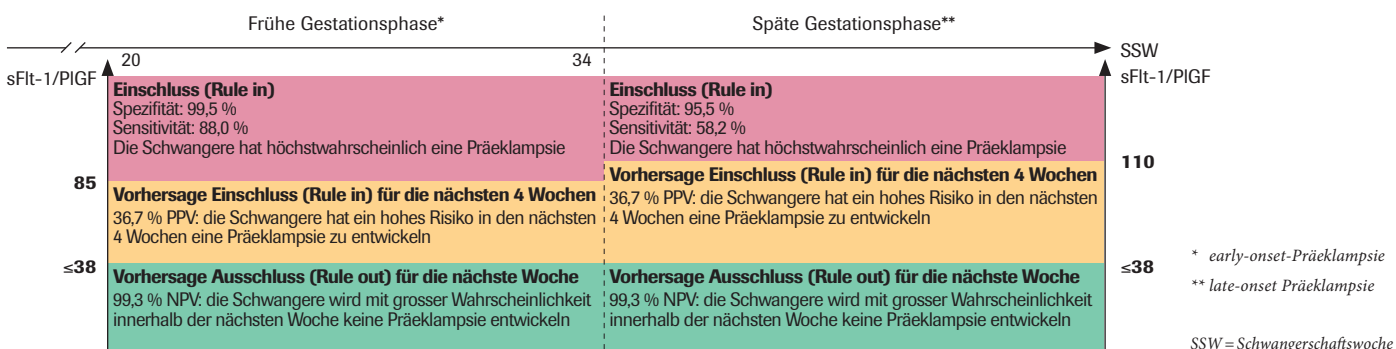 Frühe Gestationsphase*
Späte Gestationsphase**
SSW
20
34
sFlt-1/PlGF
sFlt-1/PlGF
Einschluss (Rule in)
Spezifität: 99,5 %
Sensitivität: 88,0 %
Die Schwangere hat höchstwahrscheinlich eine Präeklampsie
Einschluss (Rule in)
Spezifität: 95,5 %
Sensitivität: 58,2 %
Die Schwangere hat höchstwahrscheinlich eine Präeklampsie
85
110
Vorhersage Einschluss (Rule in) für die nächsten 4 Wochen
36,7 % PPV: die Schwangere hat ein hohes Risiko in den nächsten
4 Wochen eine Präeklampsie zu entwickeln
Vorhersage Einschluss (Rule in) für die nächsten 4 Wochen
36,7 % PPV: die Schwangere hat ein hohes Risiko in den nächsten
4 Wochen eine Präeklampsie zu entwickeln
≤38
≤38
Vorhersage Ausschluss (Rule out) für die nächste Woche
99,3 % NPV: die Schwangere wird mit grosser Wahrscheinlichkeit
innerhalb der nächsten Woche keine Präeklampsie entwickeln
Vorhersage Ausschluss (Rule out) für die nächste Woche
99,3 % NPV: die Schwangere wird mit grosser Wahrscheinlichkeit
innerhalb der nächsten Woche keine Präeklampsie entwickeln
* early-onset-Präeklampsie
** late-onset Präeklampsie
SSW = Schwangerschaftswoche